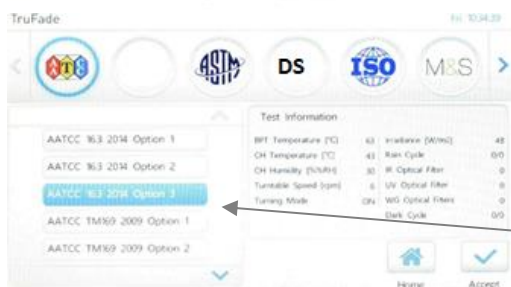 TruFade
Fri 10:34:39
ATS
ASTM
DS
ISO
M&S
Test Information
AATCC 163 2014 Option 1
AATCC 163 2014 Option 2
AATCC 163 2014 Option 3
AATCC TM169 2009 Option 1
AATCC TM169 2009 Option 2
BPT Temperature (°C) 63
CH Temperature (°C) 43
CH Humidity (%RH) 30
Turntable Speed (rpm) 6
Turning Mode ON
Irradiance (W/m2) 48
Rain Cycle 0/0
IR Optical Filter 0
UV Optical Filter 0
WG Optical Filters 0
Dark Cycle 0/0
Home
Accept